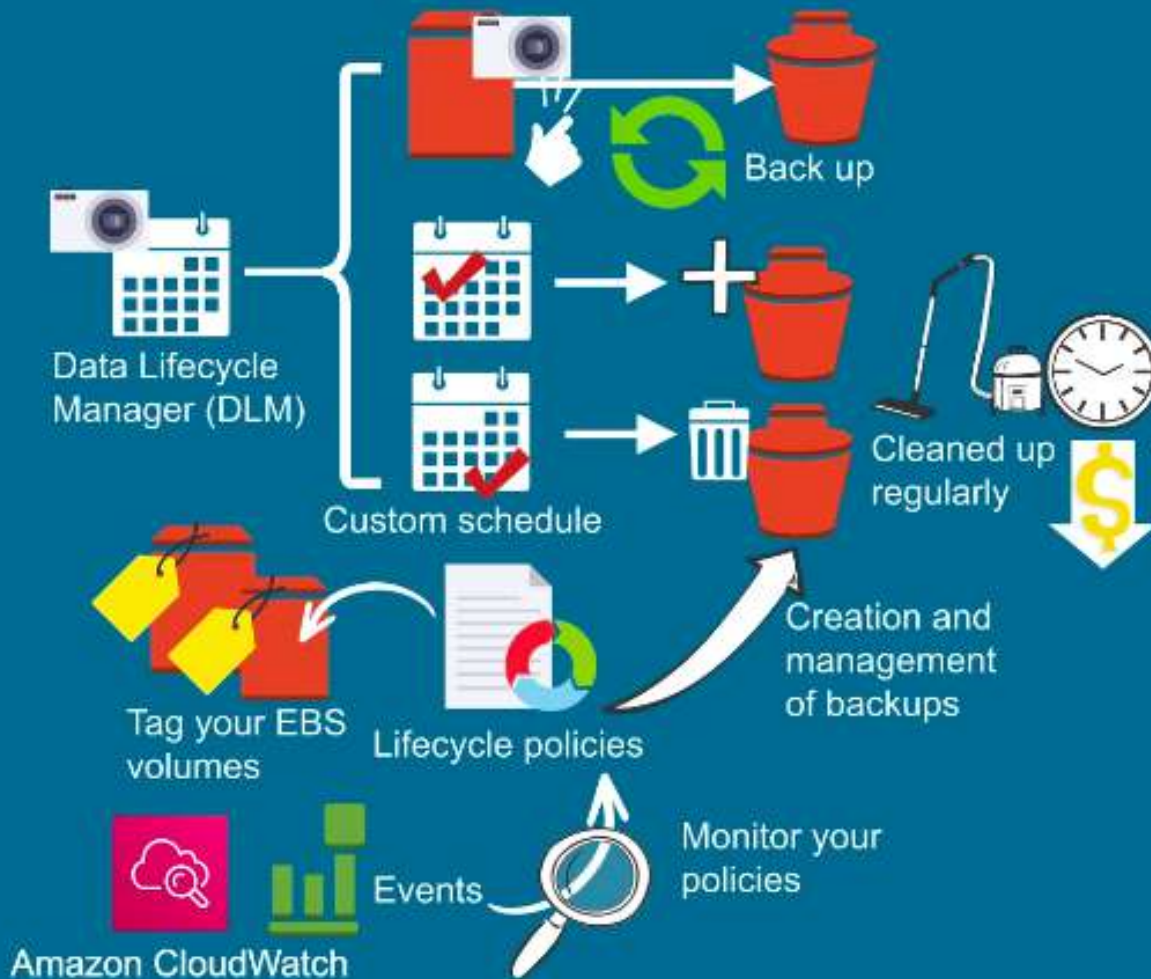 Back up
Data Lifecycle
Manager (DLM)
Cleaned up
regularly
Custom schedule
Creation and
management
of backups
Tag your EBS
volumes
Lifecycle policies
Monitor your
policies
Events
Amazon CloudWatch